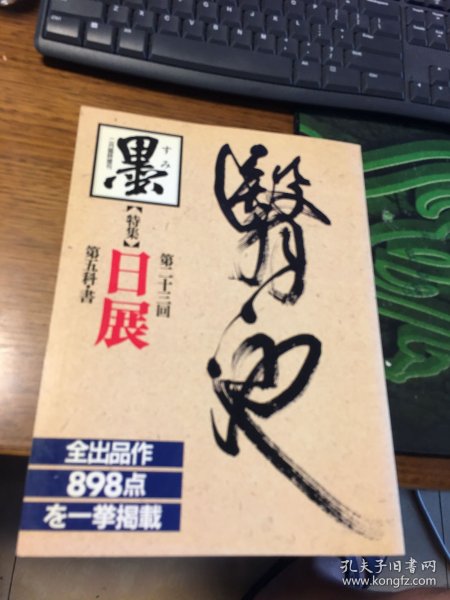 墨
すみ
【特集】
日展
第二十三回
第五科・書
全出品作
898点
を一挙掲載
孔夫子旧书网
www.kongfz.com